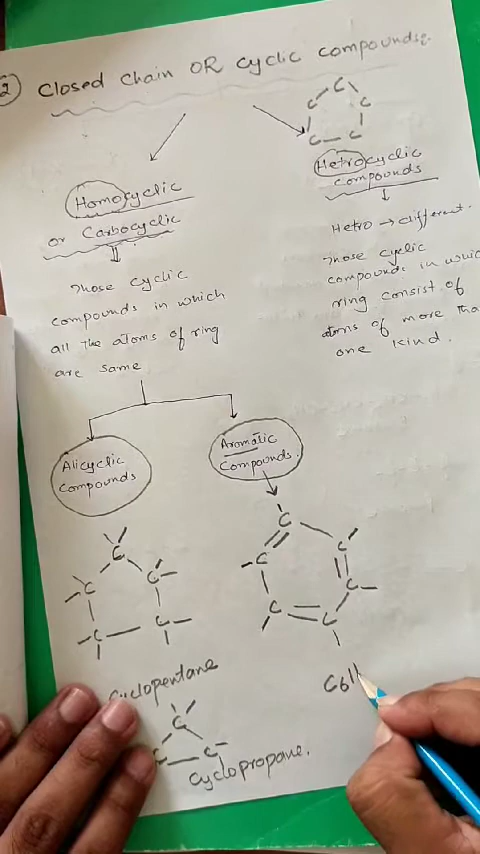 2 Closed Chain OR Cyclic Compounds:
Homocyclic
or Carbocyclic
Those cyclic
compounds in which
all the atoms of ring
are same
C
C C
C C
Hetrocyclic
compounds
Hetro → different.
Those cyclic
compounds in which
ring consist of
atoms of more than
one kind.
Alicyclic
Compounds
Aromatic
Compounds.
C
C C
C C
Cyclopentane
C
C C
Cyclopropane.
C
C C
C C
C
C6H